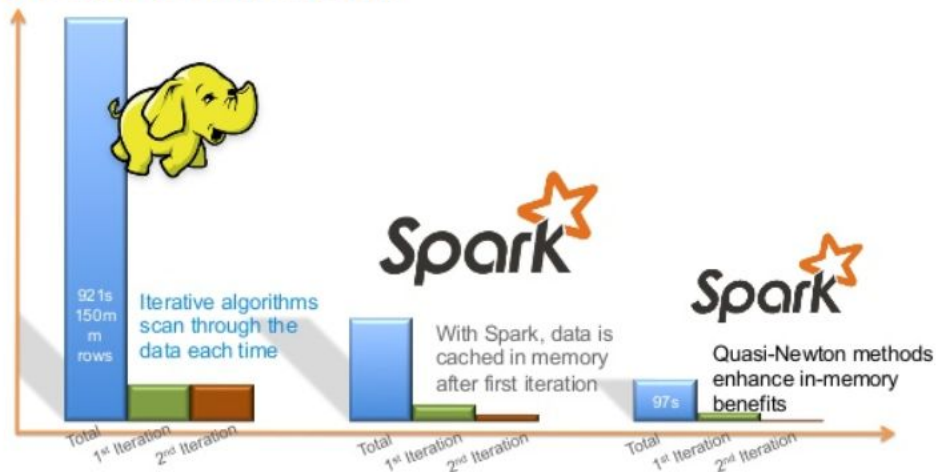 921s
150m
m
rows
Iterative algorithms
scan through the
data each time
Total
1st Iteration
2nd Iteration
Spark
With Spark, data is
cached in memory
after first iteration
Total
1st Iteration
2nd Iteration
Spark
Quasi-Newton methods
enhance in-memory
benefits
97s
Total
1st Iteration
2nd Iteration